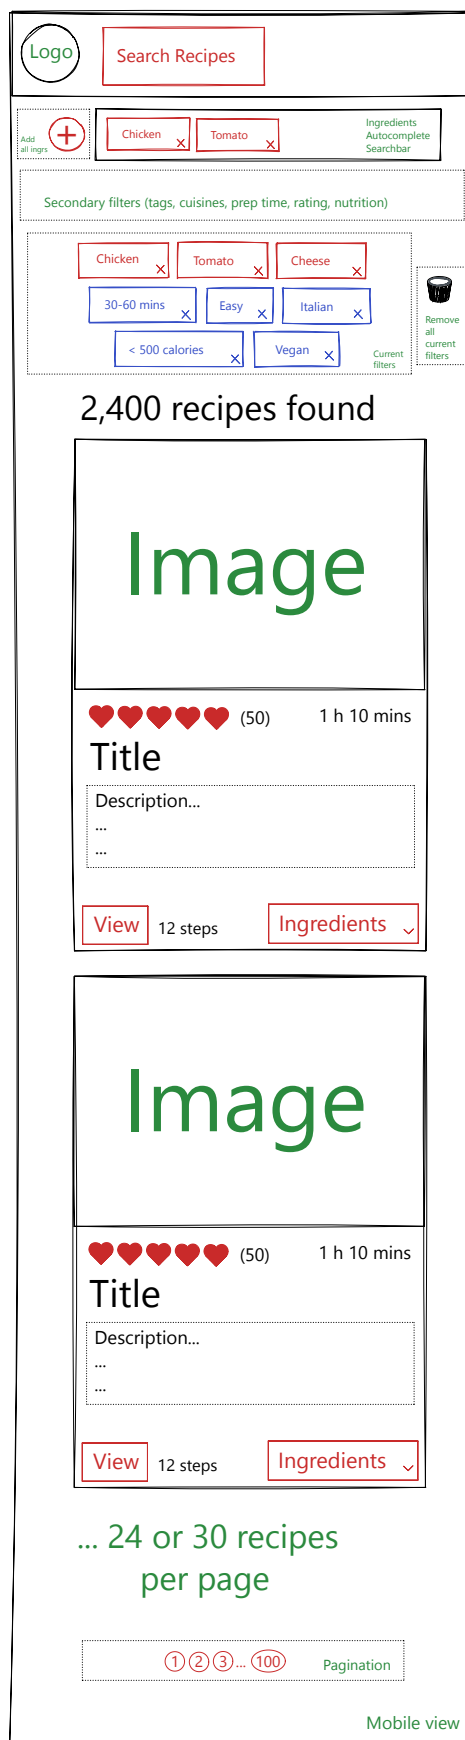 Logo
Search Recipes
Add
all ingrs
Chicken
Tomato
Ingredients
Autocomplete
Searchbar
Secondary filters (tags, cuisines, prep time, rating, nutrition)
Chicken
Tomato
Cheese
30-60 mins
Easy
Italian
< 500 calories
Vegan
Current
filters
Remove
all
current
filters
2,400 recipes found
Image
(50)
1 h 10 mins
Title
Description...
...
...
View
12 steps
Ingredients
Image
(50)
1 h 10 mins
Title
Description...
...
...
View
12 steps
Ingredients
... 24 or 30 recipes
per page
1 2 3 ... 100
Pagination
Mobile view